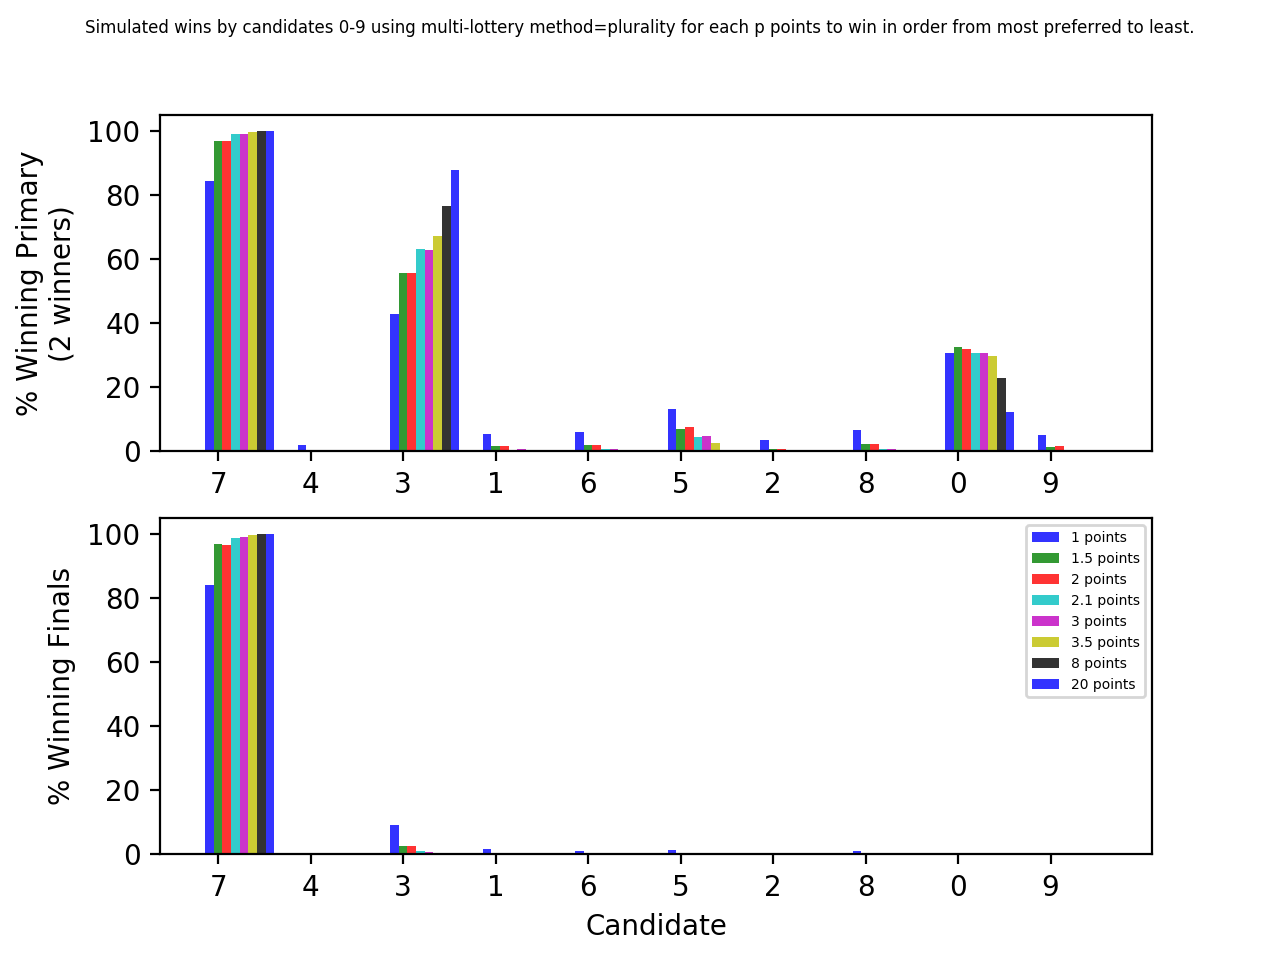 Simulated wins by candidates 0-9 using multi-lottery method=plurality for each p points to win in order from most preferred to least.
% Winning Primary
(2 winners)
100
80
60
40
20
0
7 4 3 1 6 5 2 8 0 9
% Winning Finals
100
80
60
40
20
0
1 points
1.5 points
2 points
2.1 points
3 points
3.5 points
8 points
20 points
7 4 3 1 6 5 2 8 0 9
Candidate